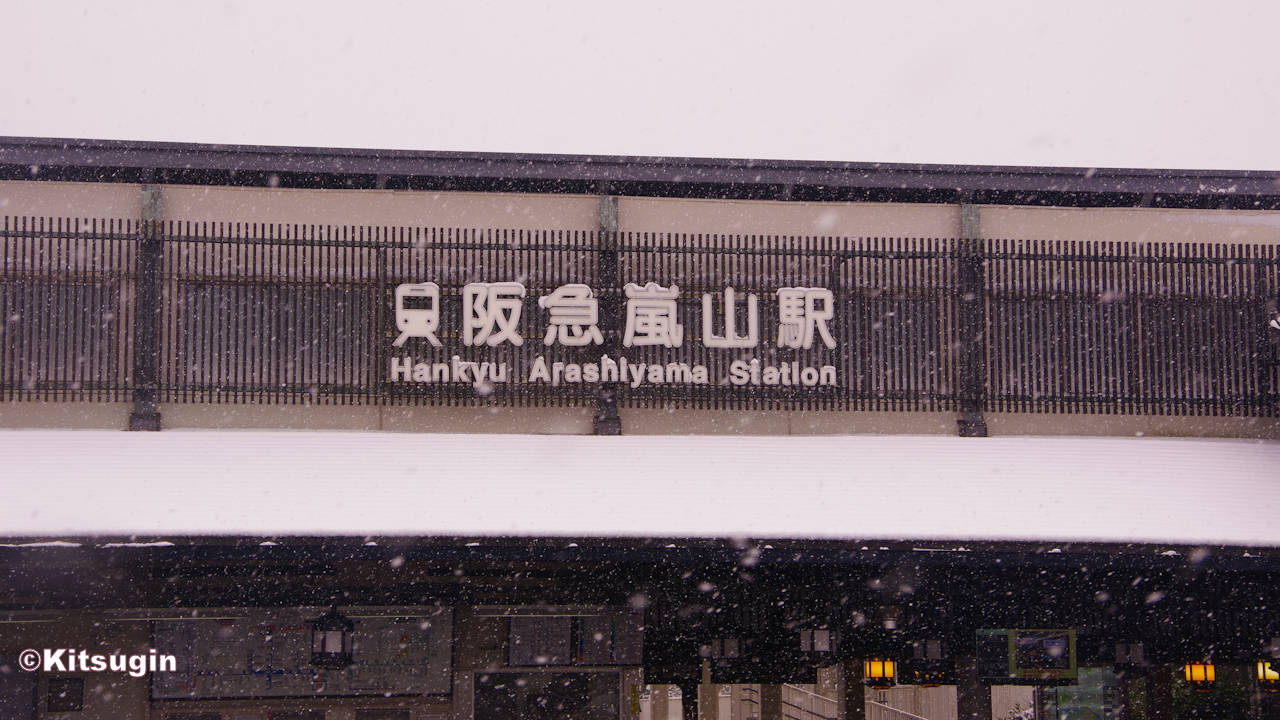 阪急嵐山駅
Hankyu Arashiyama Station
©Kitsugin